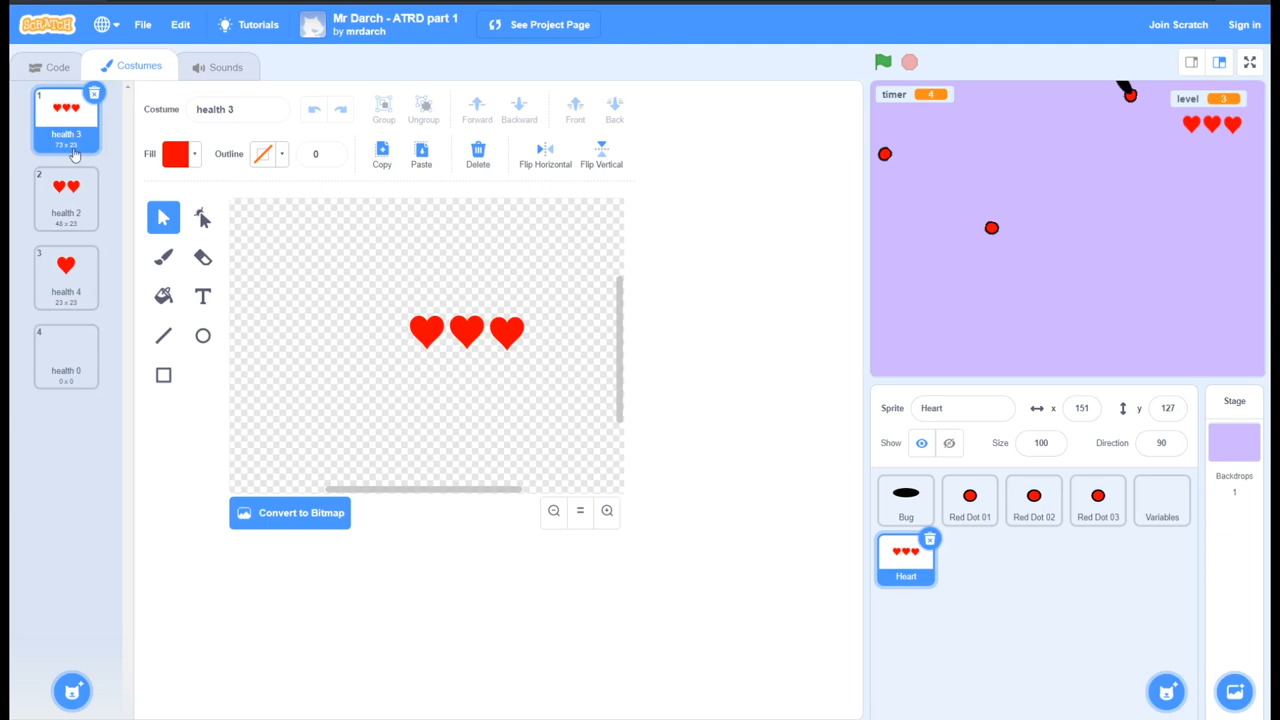 SCRATCH
File
Edit
Tutorials
Mr Darch - ATRD part 1
by mrdarch
See Project Page
Join Scratch
Sign in
Code
Costumes
Sounds
1
health 3
73 x 23
2
health 2
48 x 23
3
health 4
23 x 23
4
health 0
0 x 0
Costume
health 3
Group
Ungroup
Forward
Backward
Front
Back
Fill
Outline
0
Copy
Paste
Delete
Flip Horizontal
Flip Vertical
Convert to Bitmap
timer 4
level 3
Sprite
Heart
x
151
y
127
Show
Size
100
Direction
90
Bug
Red Dot 01
Red Dot 02
Red Dot 03
Variables
Heart
Stage
Backdrops
1